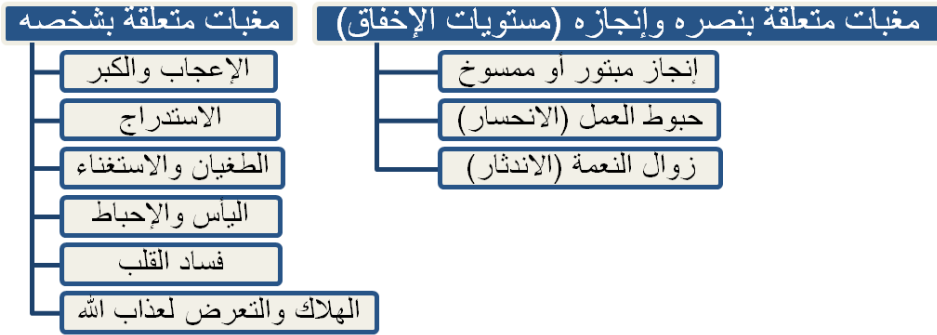 مغبات متعلقة بنصره وإنجازه (مستويات الإخفاق)
إنجاز مبتور أو ممسوخ
حبوط العمل (الانحسار)
زوال النعمة (الاندثار)
مغبات متعلقة بشخصه
الإعجاب والكبر
الاستدراج
الطغيان والاستغناء
اليأس والإحباط
فساد القلب
الهلاك والتعرض لعذاب الله